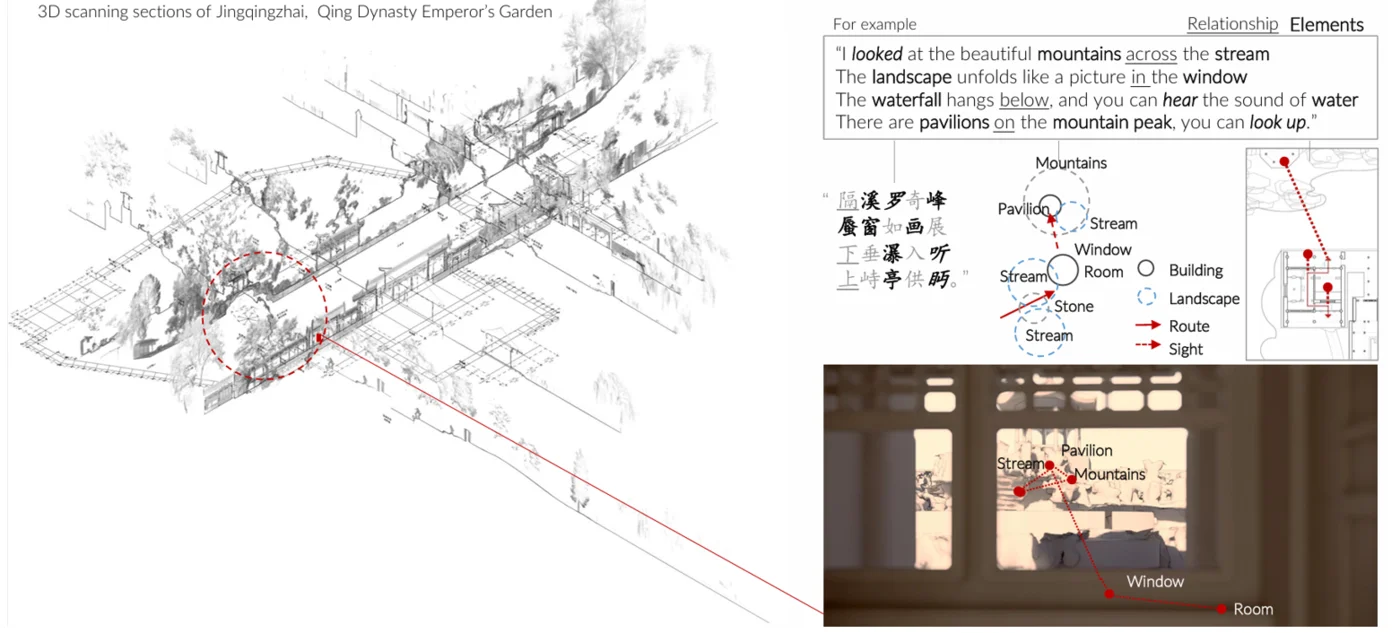 3D scanning sections of Jingqingzhai, Qing Dynasty Emperor's Garden
For example
Relationship Elements
“I looked at the beautiful mountains across the stream
The landscape unfolds like a picture in the window
The waterfall hangs below, and you can hear the sound of water
There are pavilions on the mountain peak, you can look up.”
“隔溪罗奇峰
蜃窗如画展
下垂瀑入听
上峙亭供眄。”
Mountains
Pavilion
Stream
Window
Room
Stream
Stone
Stream
Building
Landscape
Route
Sight
Pavilion
Stream
Mountains
Window
Room